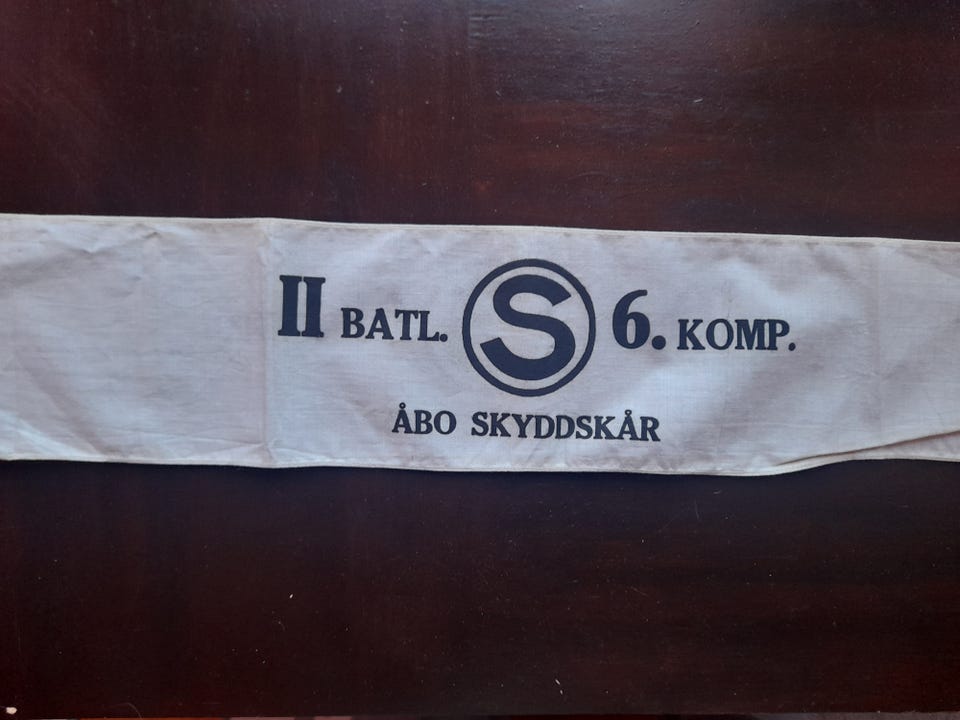 II BATL. S 6. KOMP.
ÅBO SKYDDSKÅR